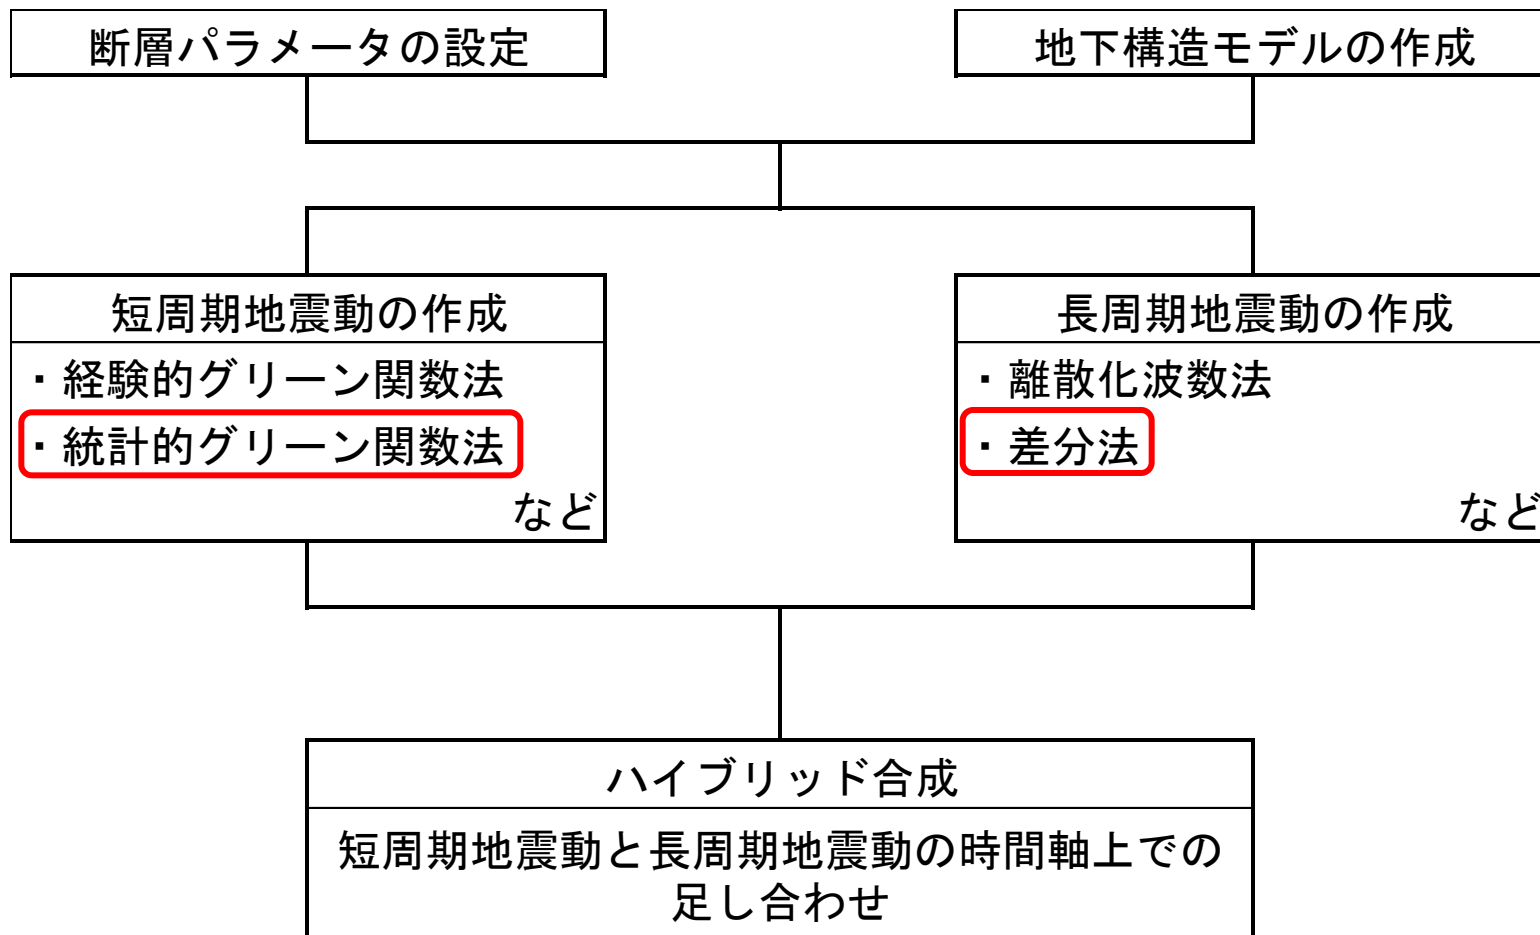 断層パラメータの設定
地下構造モデルの作成
短周期地震動の作成
・経験的グリーン関数法
・統計的グリーン関数法
など
長周期地震動の作成
・離散化波数法
・差分法
など
ハイブリッド合成
短周期地震動と長周期地震動の時間軸上での
足し合わせ